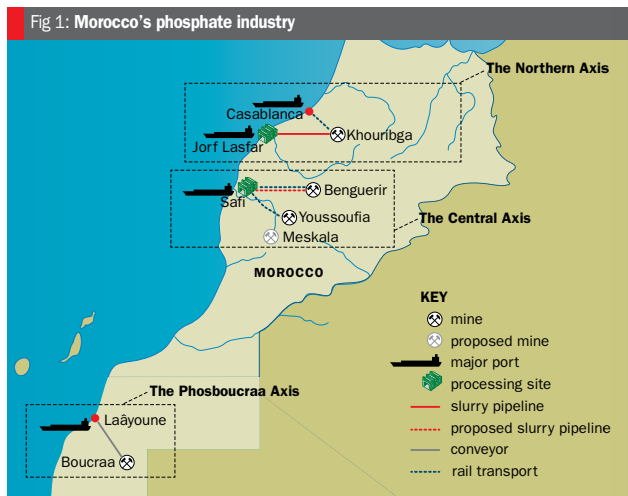 Fig 1: Morocco's phosphate industry
The Northern Axis
Casablanca
Jorf Lasfar
Khouribga
Benguerir
Safi
Youssoufia
The Central Axis
Meskala
MOROCCO
KEY
mine
proposed mine
major port
processing site
slurry pipeline
proposed slurry pipeline
conveyor
rail transport
The Phosboucraa Axis
Laâyoune
Boucraa